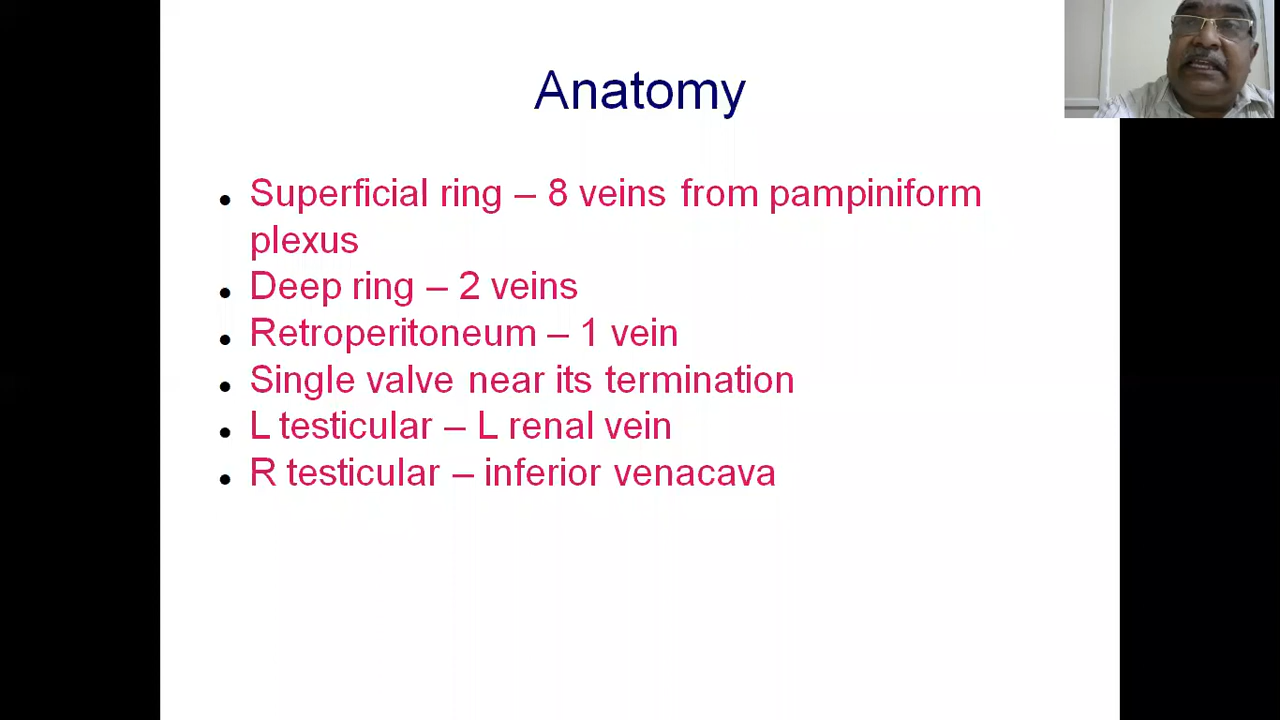 Anatomy
• Superficial ring – 8 veins from pampiniform
plexus
• Deep ring – 2 veins
• Retroperitoneum – 1 vein
• Single valve near its termination
• L testicular – L renal vein
• R testicular – inferior venacava